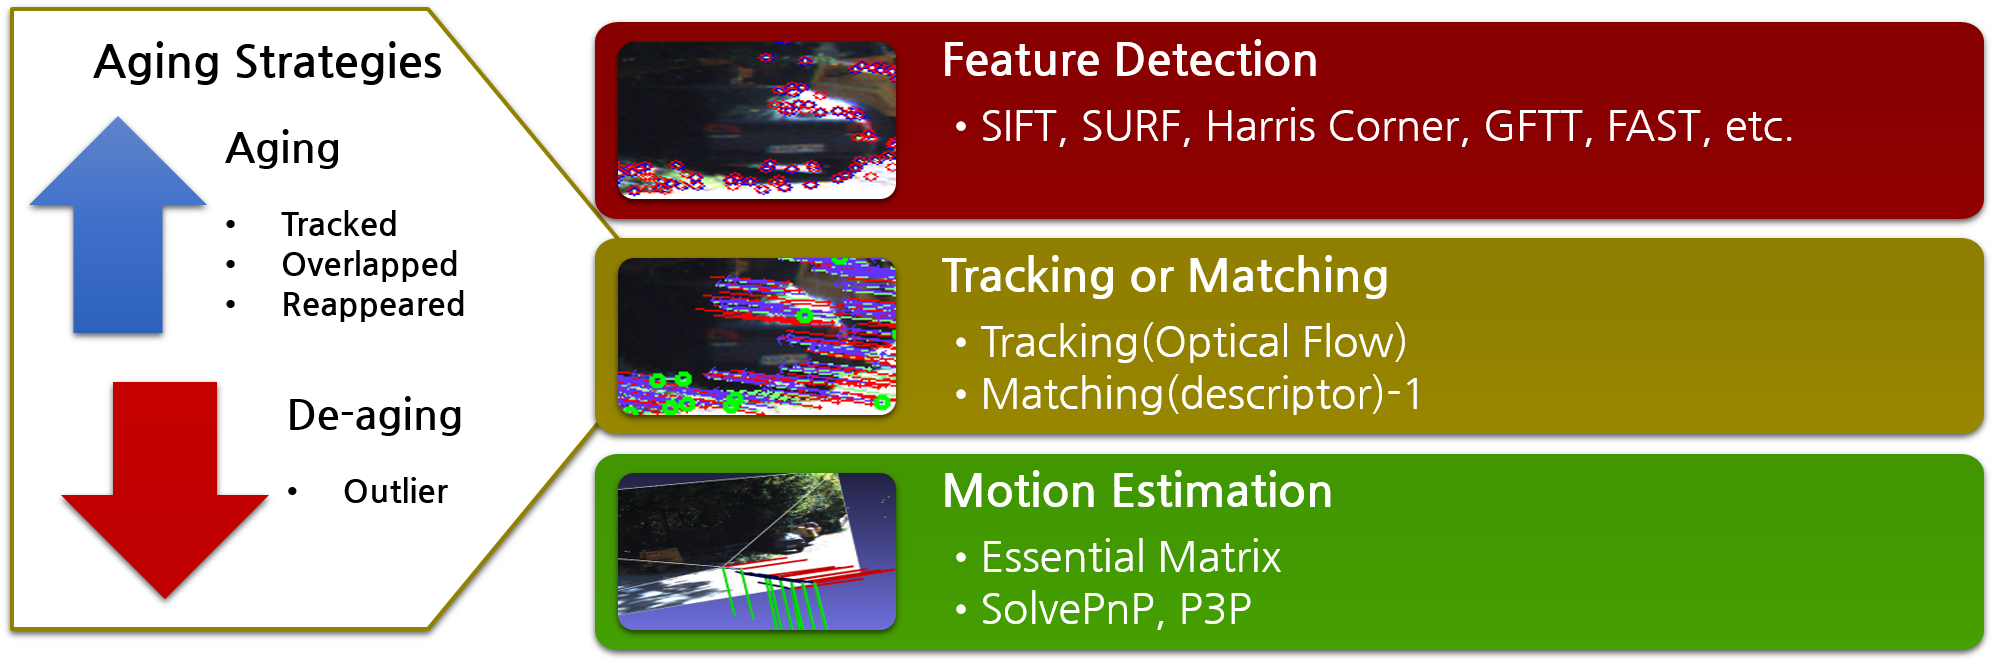 Aging Strategies
Aging
• Tracked
• Overlapped
• Reappeared
De-aging
• Outlier
Feature Detection
• SIFT, SURF, Harris Corner, GFTT, FAST, etc.
Tracking or Matching
• Tracking(Optical Flow)
• Matching(descriptor)-1
Motion Estimation
• Essential Matrix
• SolvePnP, P3P